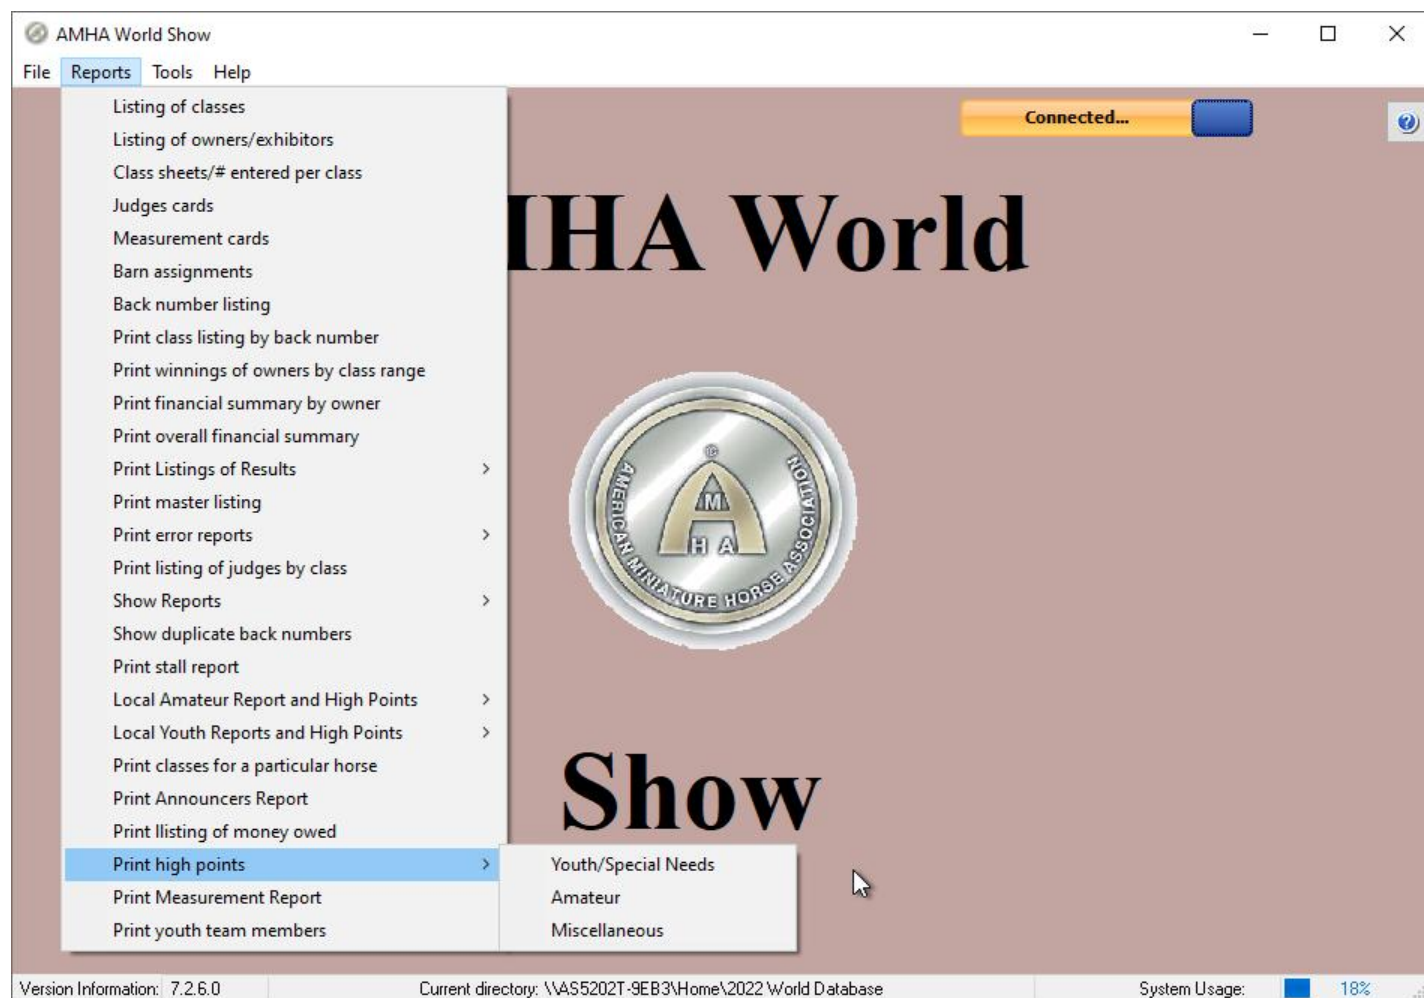 AMHA World Show
File Reports Tools Help
Connected...
Listing of classes
Listing of owners/exhibitors
Class sheets/# entered per class
Judges cards
Measurement cards
Barn assignments
Back number listing
Print class listing by back number
Print winnings of owners by class range
Print financial summary by owner
Print overall financial summary
Print Listings of Results
Print master listing
Print error reports
Print listing of judges by class
Show Reports
Show duplicate back numbers
Print stall report
Local Amateur Report and High Points
Local Youth Reports and High Points
Print classes for a particular horse
Print Announcers Report
Print Ilisting of money owed
Print high points
Print Measurement Report
Print youth team members
Youth/Special Needs
Amateur
Miscellaneous
MHA World
© AMHA
AMERICAN MINIATURE HORSE ASSOCIATION
Show
Version Information: 7.2.6.0 Current directory: \\AS5202T-9EB3\Home\2022 World Database System Usage: 18%